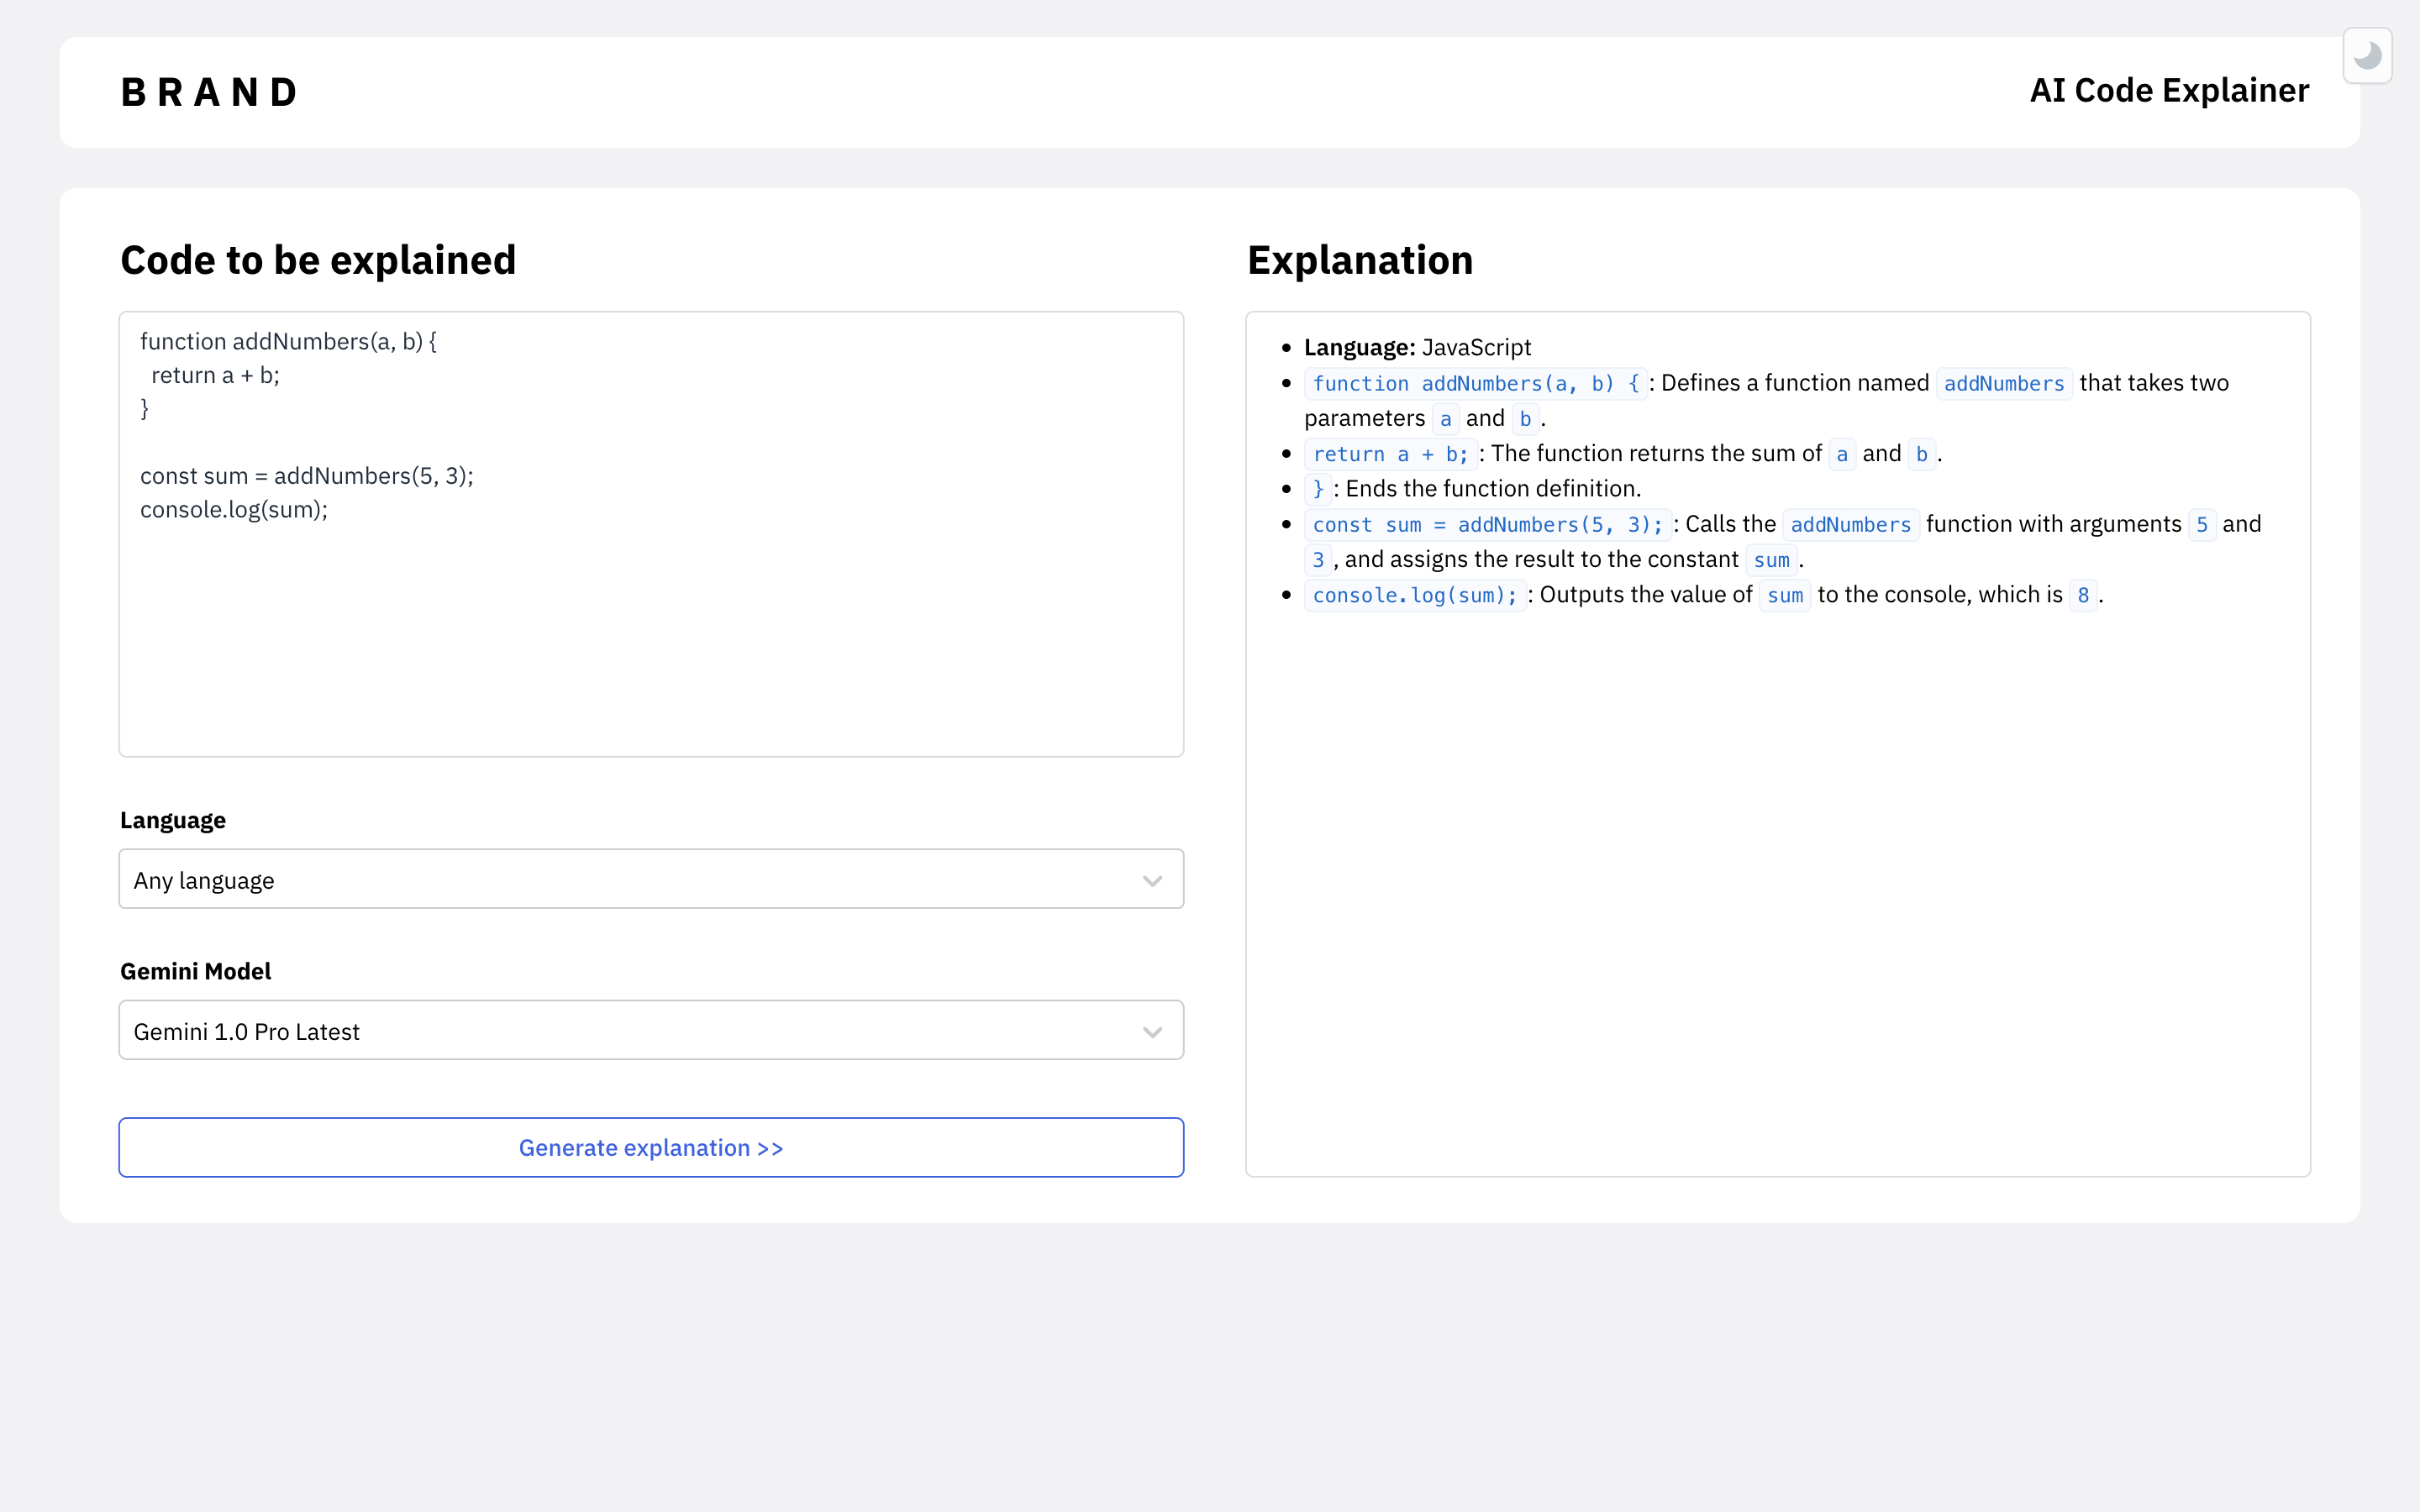 BRAND
AI Code Explainer
Code to be explained
function addNumbers(a, b) {
  return a + b;
}
const sum = addNumbers(5, 3);
console.log(sum);
Language
Any language
Gemini Model
Gemini 1.0 Pro Latest
Generate explanation >>
Explanation
• Language: JavaScript
• function addNumbers(a, b) { : Defines a function named addNumbers that takes two
parameters a and b .
• return a + b; : The function returns the sum of a and b .
• } : Ends the function definition.
• const sum = addNumbers(5, 3); : Calls the addNumbers function with arguments 5 and
3 , and assigns the result to the constant sum .
• console.log(sum); : Outputs the value of sum to the console, which is 8 .